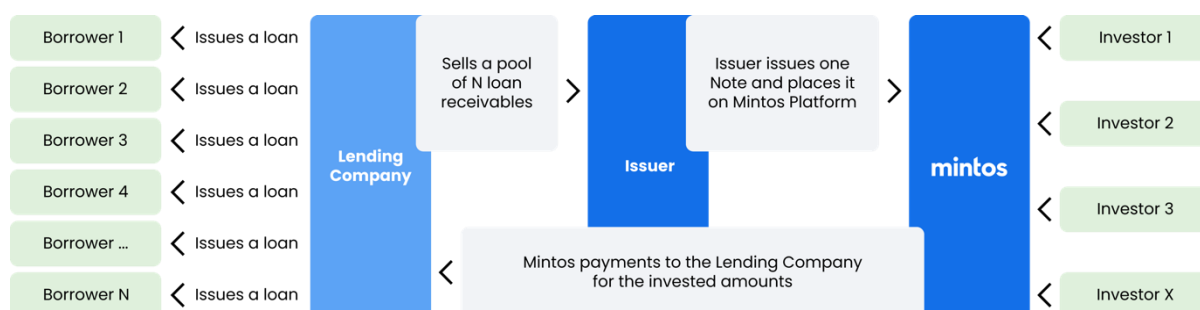 Borrower 1
Issues a loan
Borrower 2
Issues a loan
Borrower 3
Issues a loan
Borrower 4
Issues a loan
Borrower ...
Issues a loan
Borrower N
Issues a loan
Lending
Company
Sells a pool
of N loan
receivables
Issuer
Issuer issues one
Note and places it
on Mintos Platform
mintos
Mintos payments to the Lending Company
for the invested amounts
Investor 1
Investor 2
Investor 3
Investor X